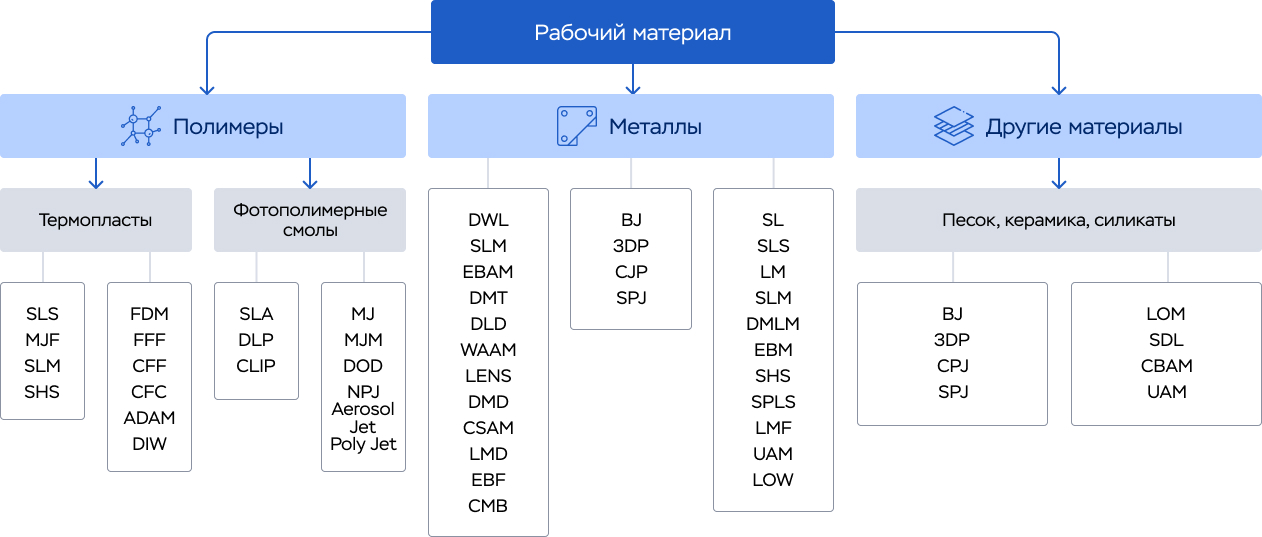 Рабочий материал
Полимеры
Металлы
Другие материалы
Термопласты
Фотополимерные
смолы
Песок, керамика, силикаты
SLS
MJF
SLM
SHS
FDM
FFF
CFF
CFC
ADAM
DIW
SLA
DLP
CLIP
MJ
MJM
DOD
NPJ
Aerosol
Jet
Poly Jet
DWL
SLM
EBAM
DMT
DLD
WAAM
LENS
DMD
CSAM
LMD
EBF
CMB
BJ
3DP
CJP
SPJ
SL
SLS
LM
SLM
DMLM
EBM
SHS
SPLS
LMF
UAM
LOW
BJ
3DP
CPJ
SPJ
LOM
SDL
CBAM
UAM